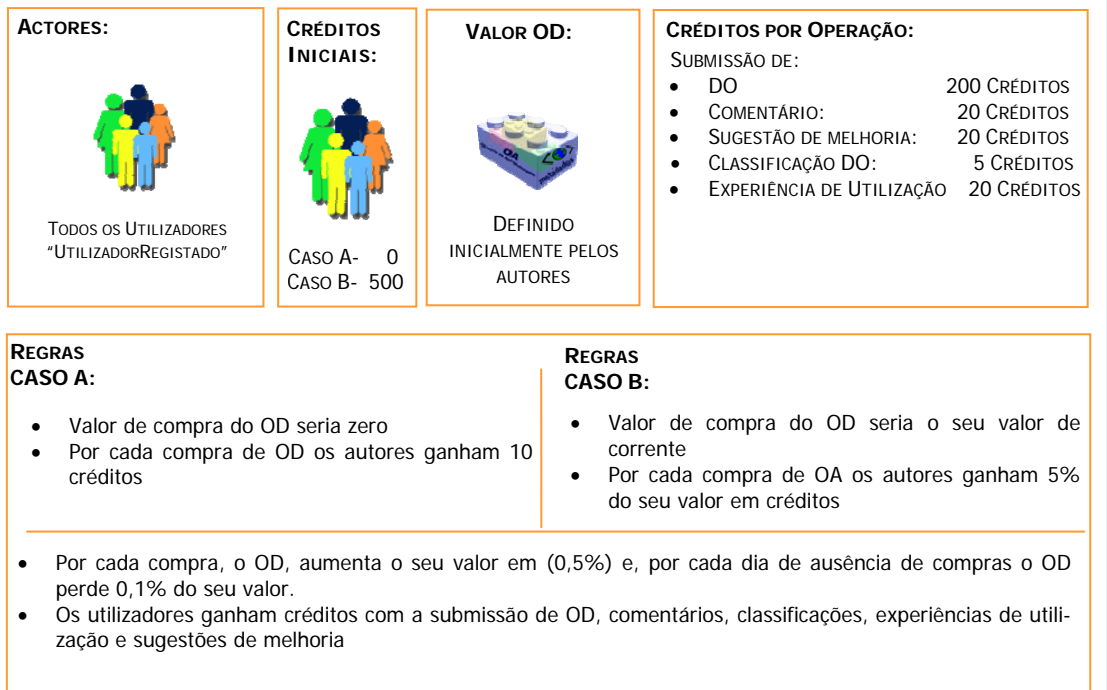 ACTORES:
TODOS OS UTILIZADORES
"UTILIZADORREGISTADO"
CRÉDITOS
INICIAIS:
CASO A- 0
CASO B- 500
VALOR OD:
OA
DEFINIDO
INICIALMENTE PELOS
AUTORES
CRÉDITOS POR OPERAÇÃO:
SUBMISSÃO DE:
• DO 200 CRÉDITOS
• COMENTÁRIO: 20 CRÉDITOS
• SUGESTÃO DE MELHORIA: 20 CRÉDITOS
• CLASSIFICAÇÃO DO: 5 CRÉDITOS
• EXPERIÊNCIA DE UTILIZAÇÃO 20 CRÉDITOS
REGRAS
CASO A:
• Valor de compra do OD seria zero
• Por cada compra de OD os autores ganham 10
créditos
REGRAS
CASO B:
• Valor de compra do OD seria o seu valor de
corrente
• Por cada compra de OA os autores ganham 5%
do seu valor em créditos
• Por cada compra, o OD, aumenta o seu valor em (0,5%) e, por cada dia de ausência de compras o OD
perde 0,1% do seu valor.
• Os utilizadores ganham créditos com a submissão de OD, comentários, classificações, experiências de utili-
zação e sugestões de melhoria